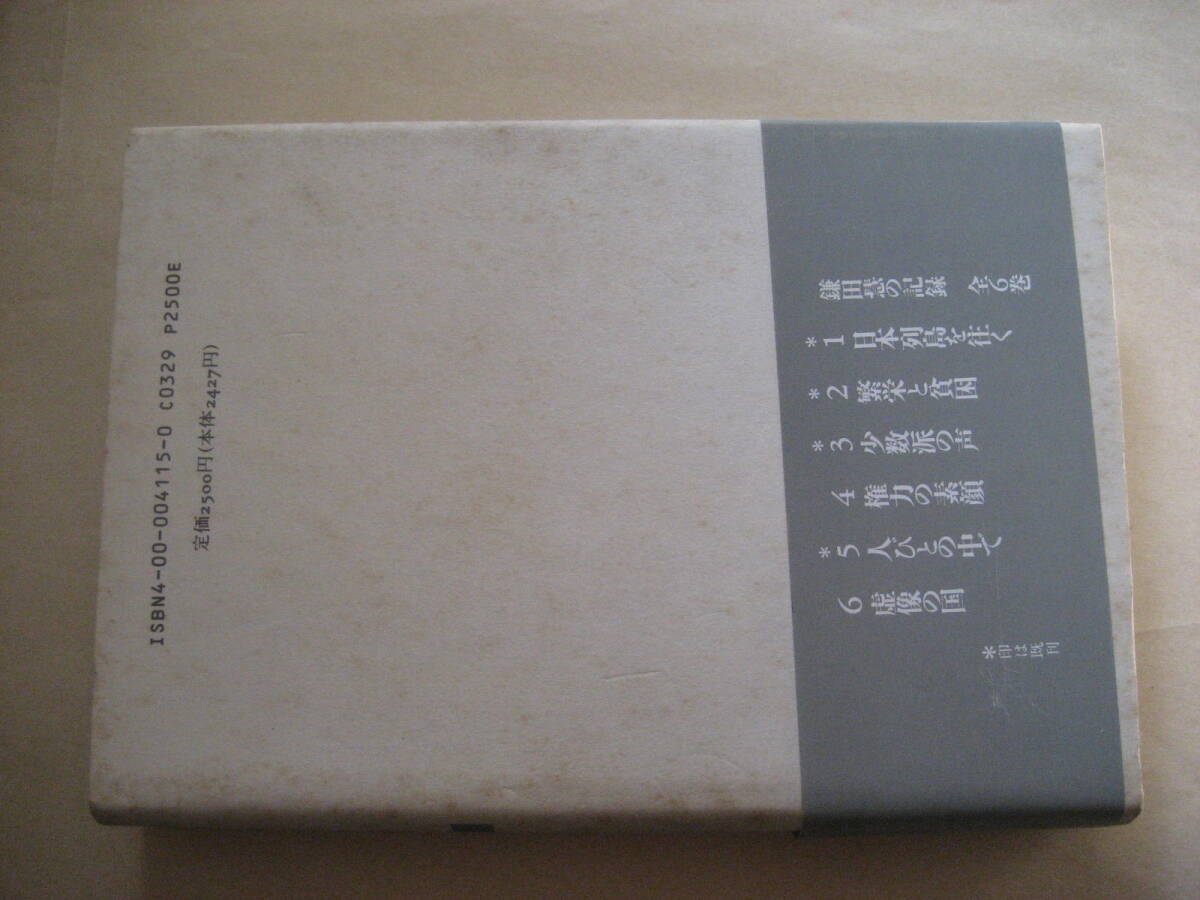 ISBN4-00-004115-0 C0329 P2500E
定価2500円(本体2427円)
鎌田慧の記録 全6巻
*1 日本列島を往く
*2 繁栄と貧困
*3 少数派の声
4 権力の素顔
*5 人びとの中で
6 虚像の国
*印は既刊